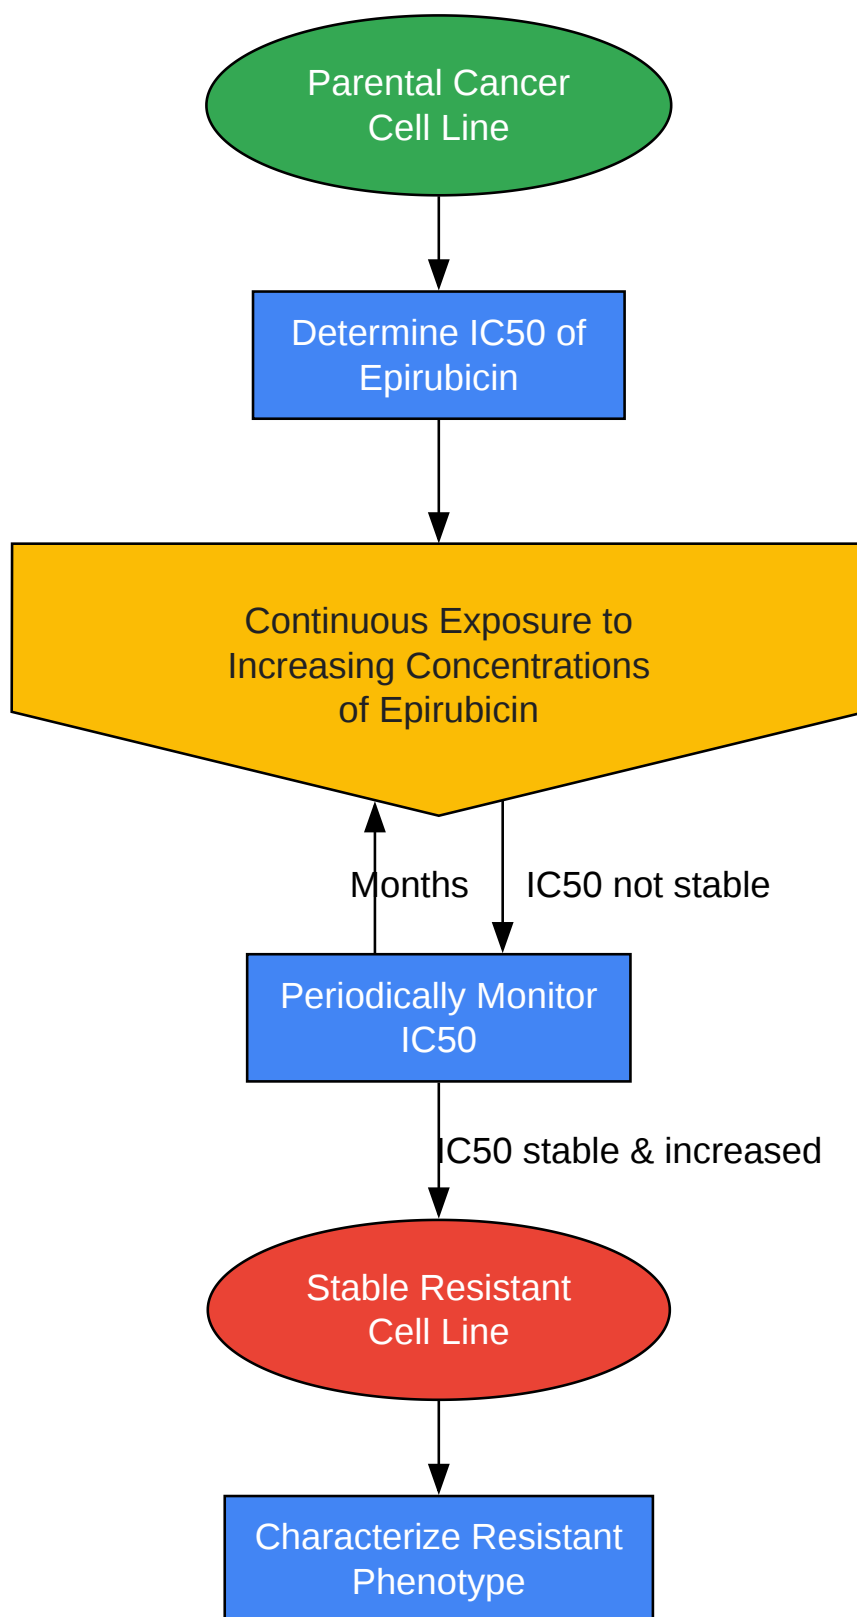 Parental Cancer
Cell Line
Determine IC50 of
Epirubicin
Continuous Exposure to
Increasing Concentrations
of Epirubicin
Months
IC50 not stable
Periodically Monitor
IC50
IC50 stable & increased
Stable Resistant
Cell Line
Characterize Resistant
Phenotype